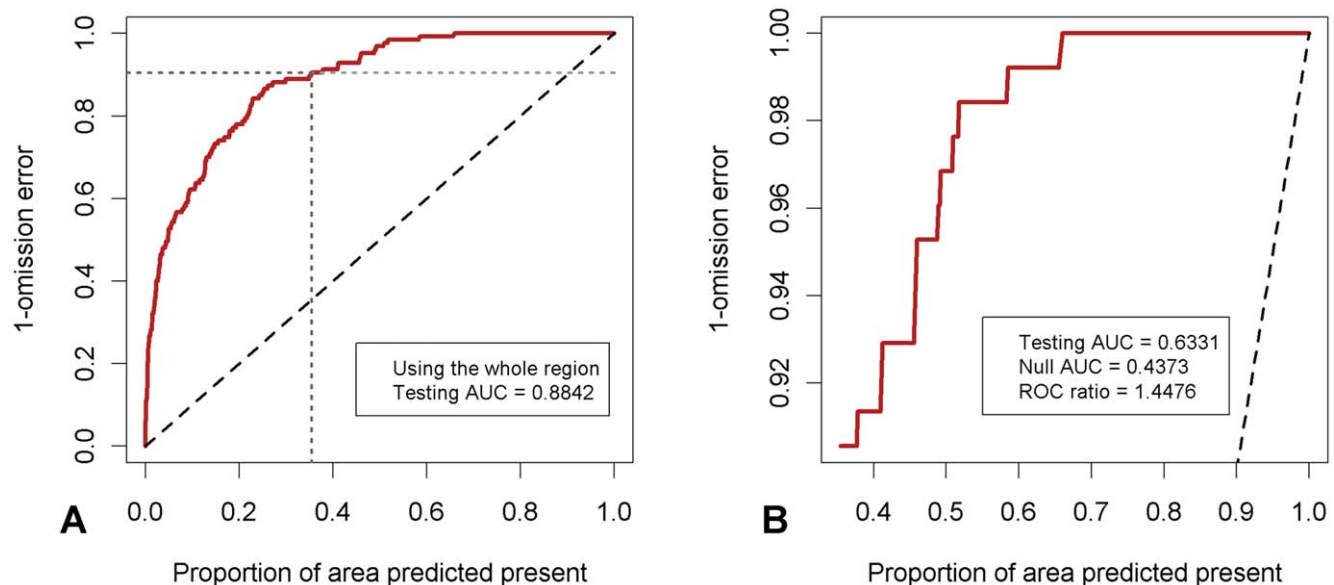 1-omission error
1.0
0.8
0.6
0.4
0.2
0.0
Using the whole region
Testing AUC = 0.8842
0.0 0.2 0.4 0.6 0.8 1.0
A
Proportion of area predicted present
1-omission error
1.00
0.98
0.96
0.94
0.92
Testing AUC = 0.6331
Null AUC = 0.4373
ROC ratio = 1.4476
0.4 0.5 0.6 0.7 0.8 0.9 1.0
B
Proportion of area predicted present